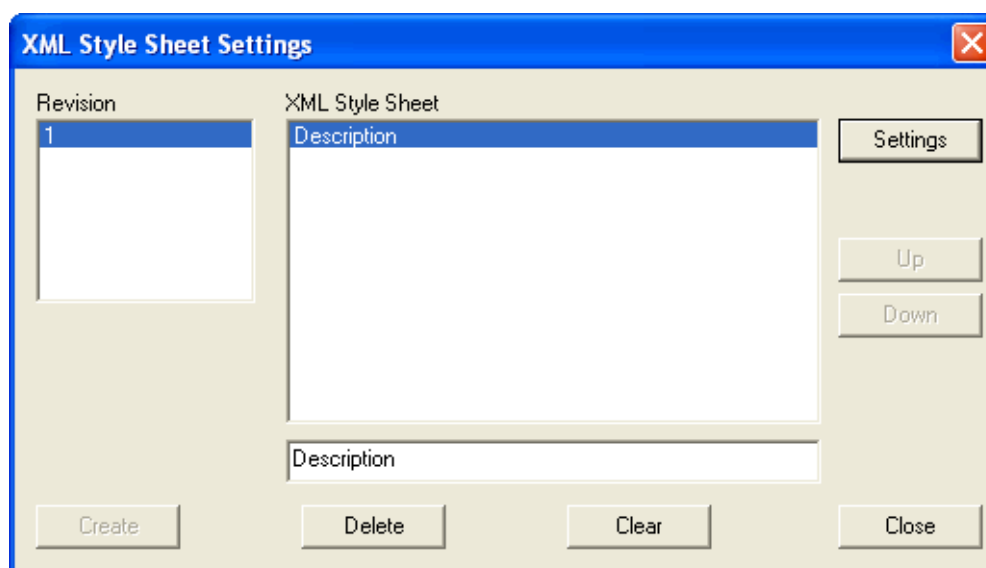 XML Style Sheet Settings
Revision
XML Style Sheet
1
Description
Settings
Up
Down
Description
Create
Delete
Clear
Close